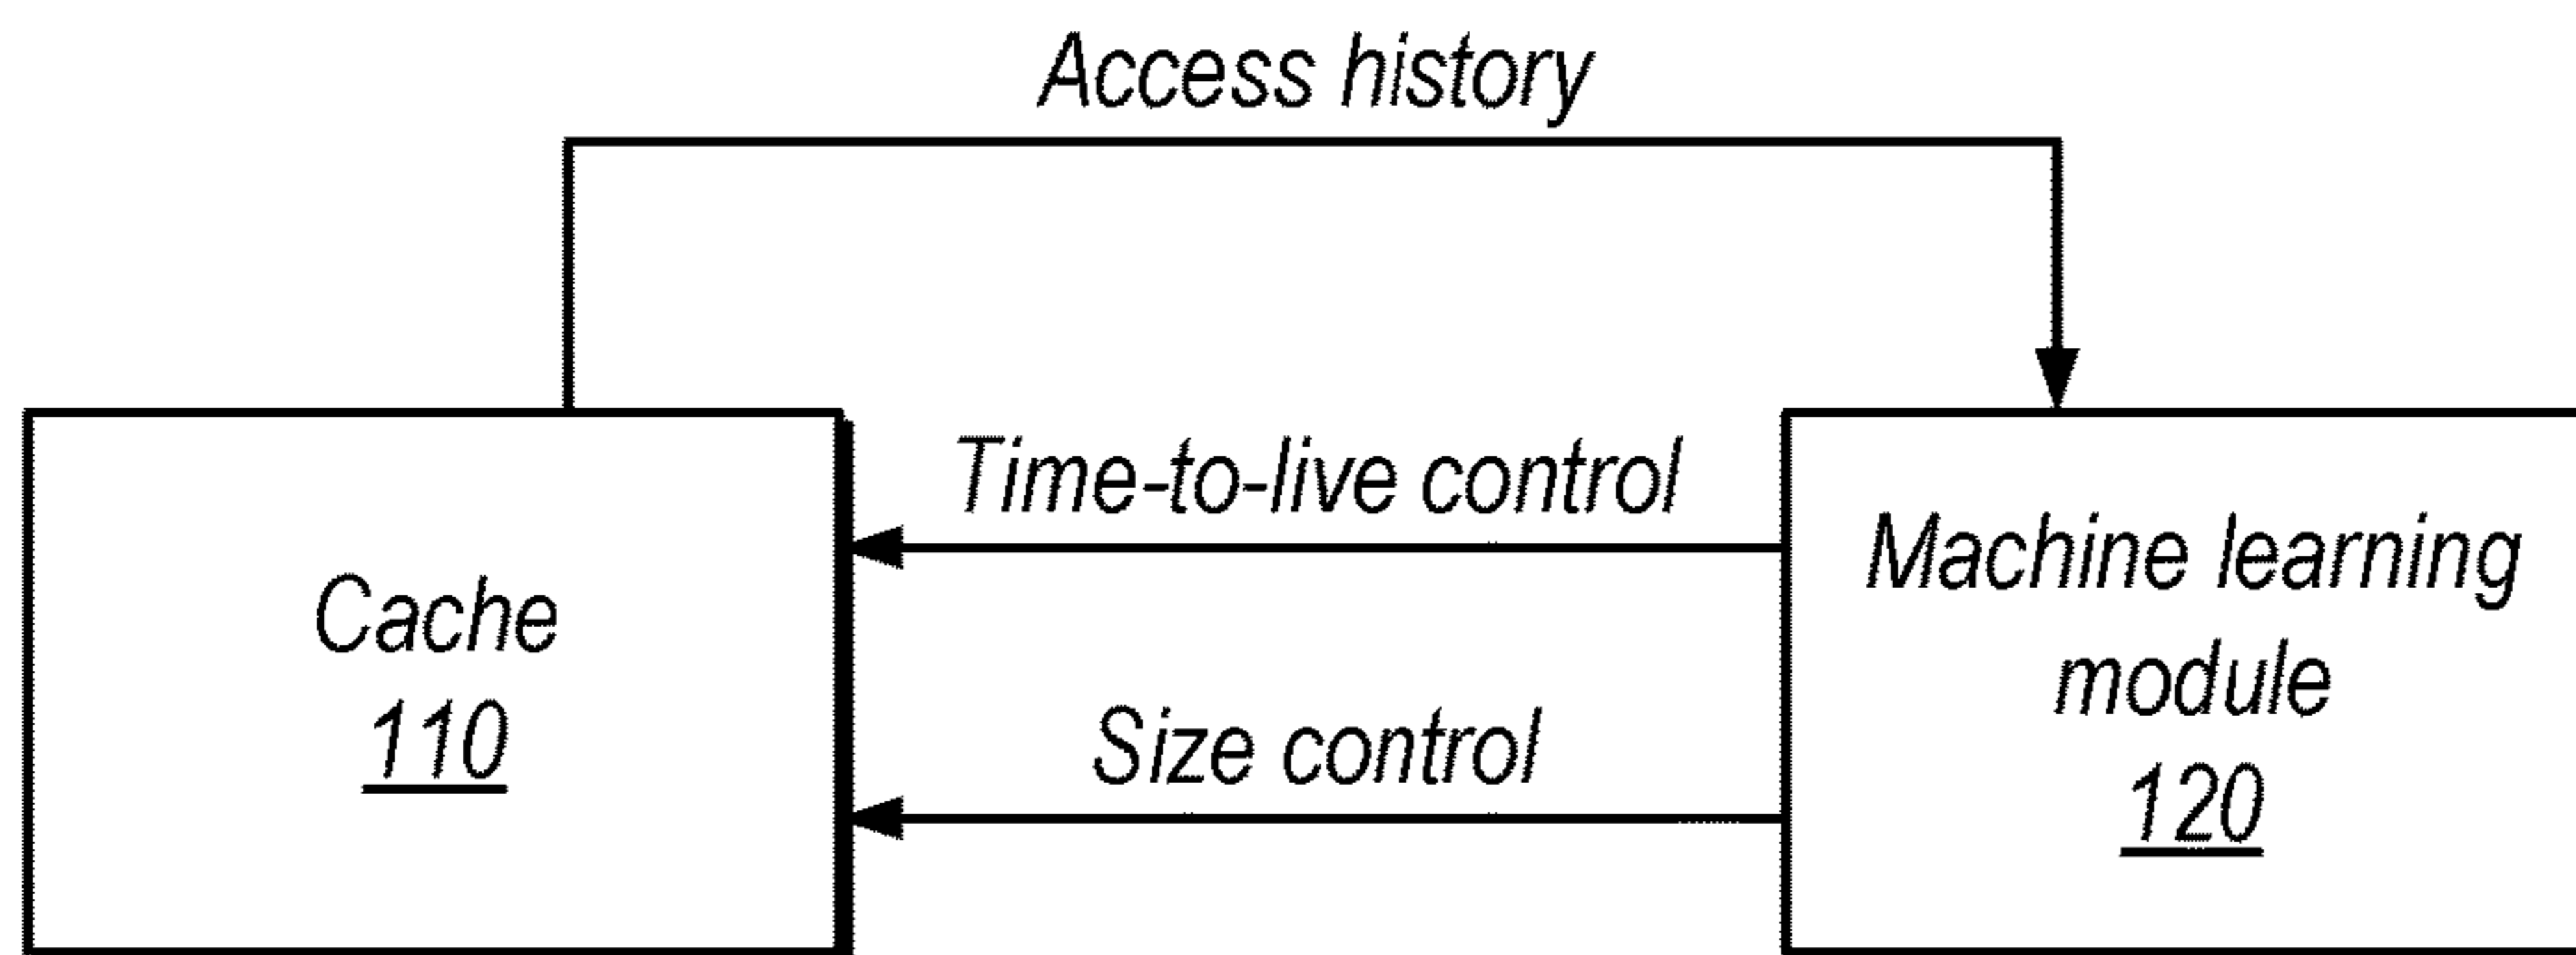 Access history
Time-to-live control
Cache
110
Size control
Machine learning
module
120